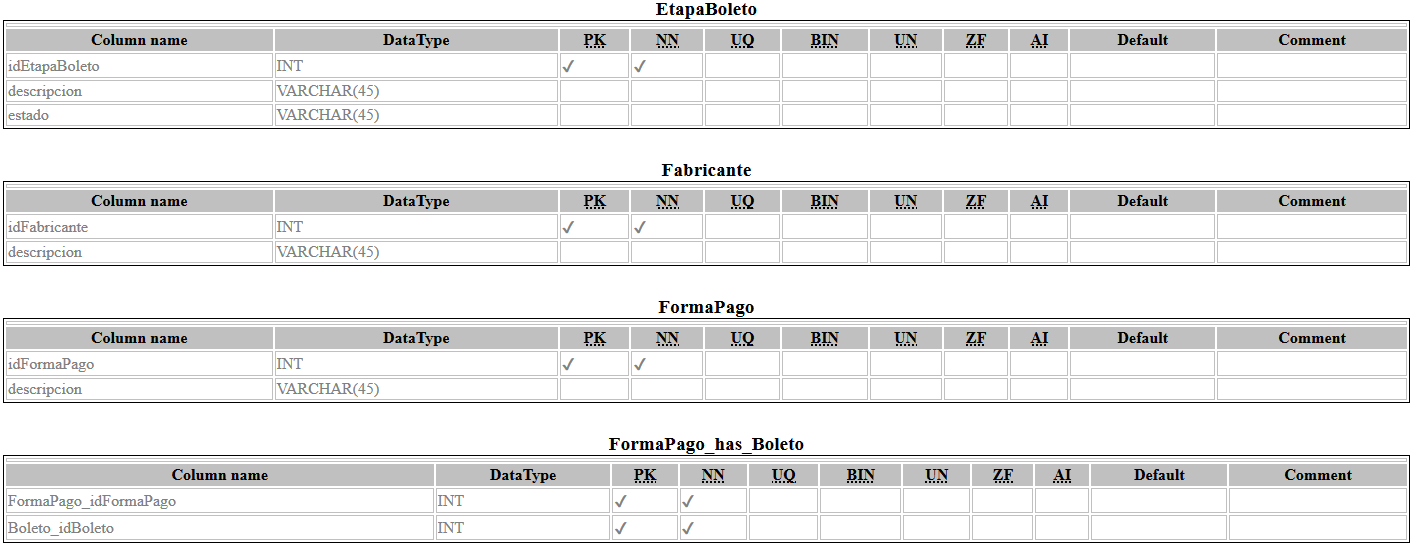 EtapaBoleto
Column name DataType PK NN UQ BIN UN ZF AI Default Comment
idEtapaBoleto INT ✓ ✓
descripcion VARCHAR(45)
estado VARCHAR(45)
Fabricante
Column name DataType PK NN UQ BIN UN ZF AI Default Comment
idFabricante INT ✓ ✓
descripcion VARCHAR(45)
FormaPago
Column name DataType PK NN UQ BIN UN ZF AI Default Comment
idFormaPago INT ✓ ✓
descripcion VARCHAR(45)
FormaPago_has_Boleto
Column name DataType PK NN UQ BIN UN ZF AI Default Comment
FormaPago_idFormaPago INT ✓ ✓
Boleto_idBoleto INT ✓ ✓